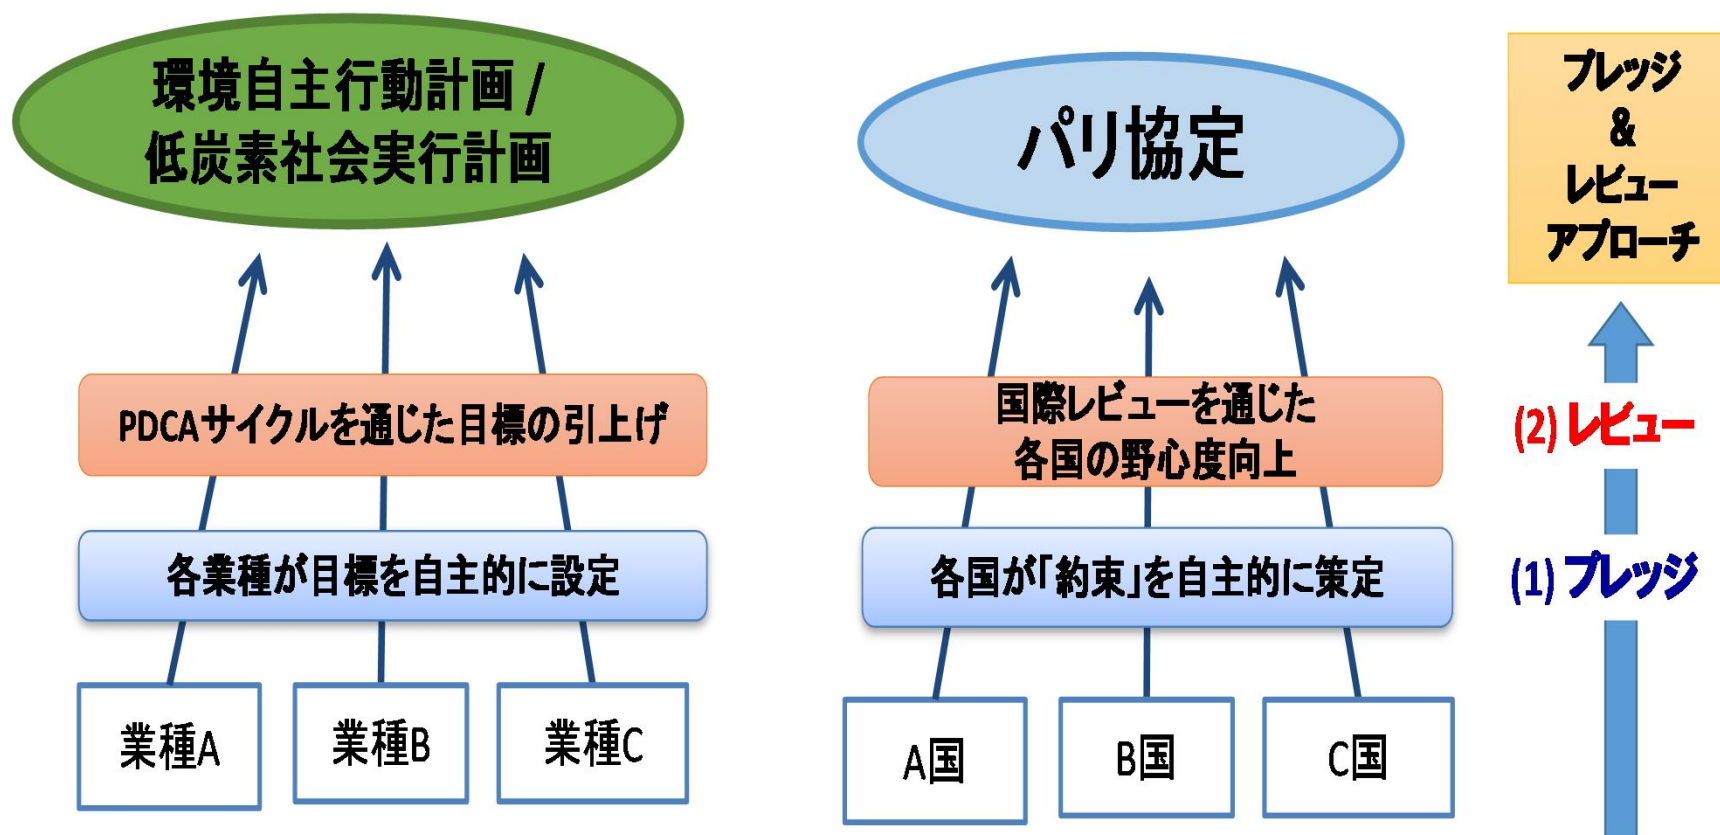 環境自主行動計画 /
低炭素社会実行計画
PDCAサイクルを通じた目標の引上げ
各業種が目標を自主的に設定
業種A
業種B
業種C
パリ協定
国際レビューを通じた
各国の野心度向上
各国が「約束」を自主的に策定
A国
B国
C国
プレッジ
&
レビュー
アプローチ
(2) レビュー
(1) プレッジ